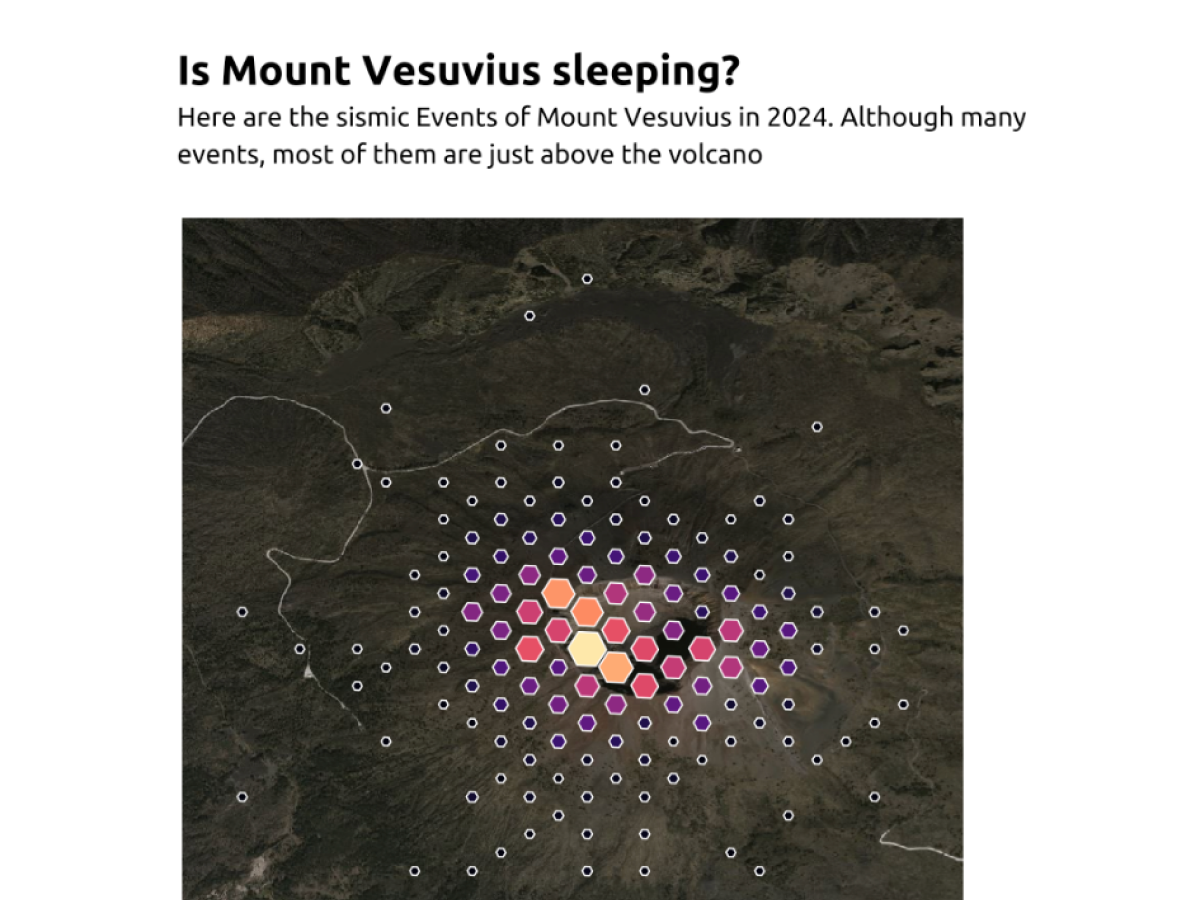 Is Mount Vesuvius sleeping?
Here are the sismic Events of Mount Vesuvius in 2024. Although many
events, most of them are just above the volcano